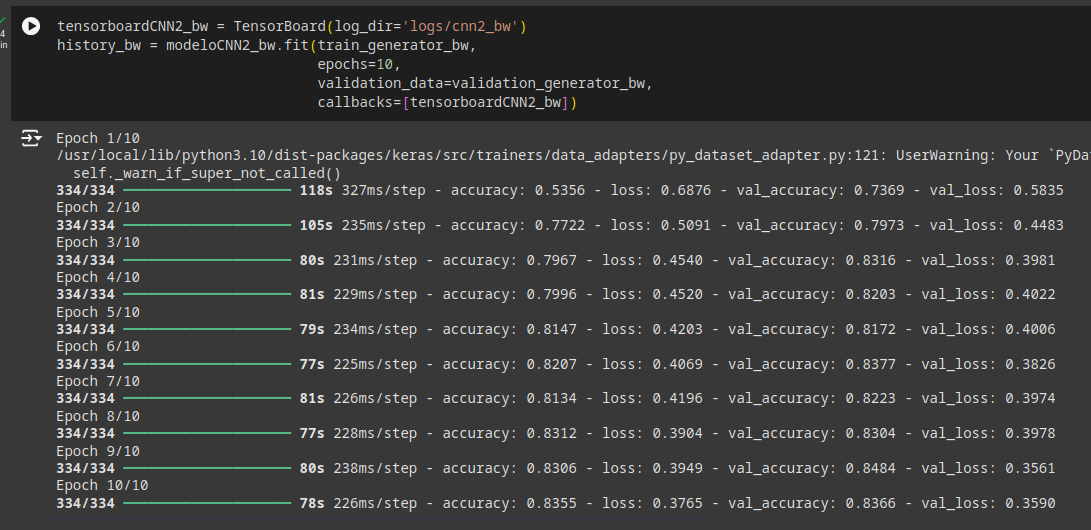 tensorboardCNN2_bw = TensorBoard(log_dir='logs/cnn2_bw')
4 history_bw = modeloCNN2_bw.fit(train_generator_bw,
in epochs=10,
validation_data=validation_generator_bw,
callbacks=[tensorboardCNN2_bw])
Epoch 1/10
/usr/local/lib/python3.10/dist-packages/keras/src/trainers/data_adapters/py_dataset_adapter.py:121: UserWarning: Your `PyDat
self._warn_if_super_not_called()
334/334 ━━━━━━━━━━━━━━━━━━━━ 118s 327ms/step - accuracy: 0.5356 - loss: 0.6876 - val_accuracy: 0.7369 - val_loss: 0.5835
Epoch 2/10
334/334 ━━━━━━━━━━━━━━━━━━━━ 105s 235ms/step - accuracy: 0.7722 - loss: 0.5091 - val_accuracy: 0.7973 - val_loss: 0.4483
Epoch 3/10
334/334 ━━━━━━━━━━━━━━━━━━━━ 80s 231ms/step - accuracy: 0.7967 - loss: 0.4540 - val_accuracy: 0.8316 - val_loss: 0.3981
Epoch 4/10
334/334 ━━━━━━━━━━━━━━━━━━━━ 81s 229ms/step - accuracy: 0.7996 - loss: 0.4520 - val_accuracy: 0.8203 - val_loss: 0.4022
Epoch 5/10
334/334 ━━━━━━━━━━━━━━━━━━━━ 79s 234ms/step - accuracy: 0.8147 - loss: 0.4203 - val_accuracy: 0.8172 - val_loss: 0.4006
Epoch 6/10
334/334 ━━━━━━━━━━━━━━━━━━━━ 77s 225ms/step - accuracy: 0.8207 - loss: 0.4069 - val_accuracy: 0.8377 - val_loss: 0.3826
Epoch 7/10
334/334 ━━━━━━━━━━━━━━━━━━━━ 81s 226ms/step - accuracy: 0.8134 - loss: 0.4196 - val_accuracy: 0.8223 - val_loss: 0.3974
Epoch 8/10
334/334 ━━━━━━━━━━━━━━━━━━━━ 77s 228ms/step - accuracy: 0.8312 - loss: 0.3904 - val_accuracy: 0.8304 - val_loss: 0.3978
Epoch 9/10
334/334 ━━━━━━━━━━━━━━━━━━━━ 80s 238ms/step - accuracy: 0.8306 - loss: 0.3949 - val_accuracy: 0.8484 - val_loss: 0.3561
Epoch 10/10
334/334 ━━━━━━━━━━━━━━━━━━━━ 78s 226ms/step - accuracy: 0.8355 - loss: 0.3765 - val_accuracy: 0.8366 - val_loss: 0.3590